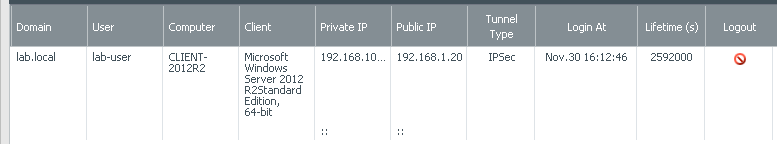 Domain User Computer Client Private IP Public IP Tunnel Type Login At Lifetime (s) Logout
lab.local lab-user CLIENT-2012R2 Microsoft Windows Server 2012 R2Standard Edition, 64-bit 192.168.10... 192.168.1.20 IPSec Nov.30 16:12:46 2592000
:: ::